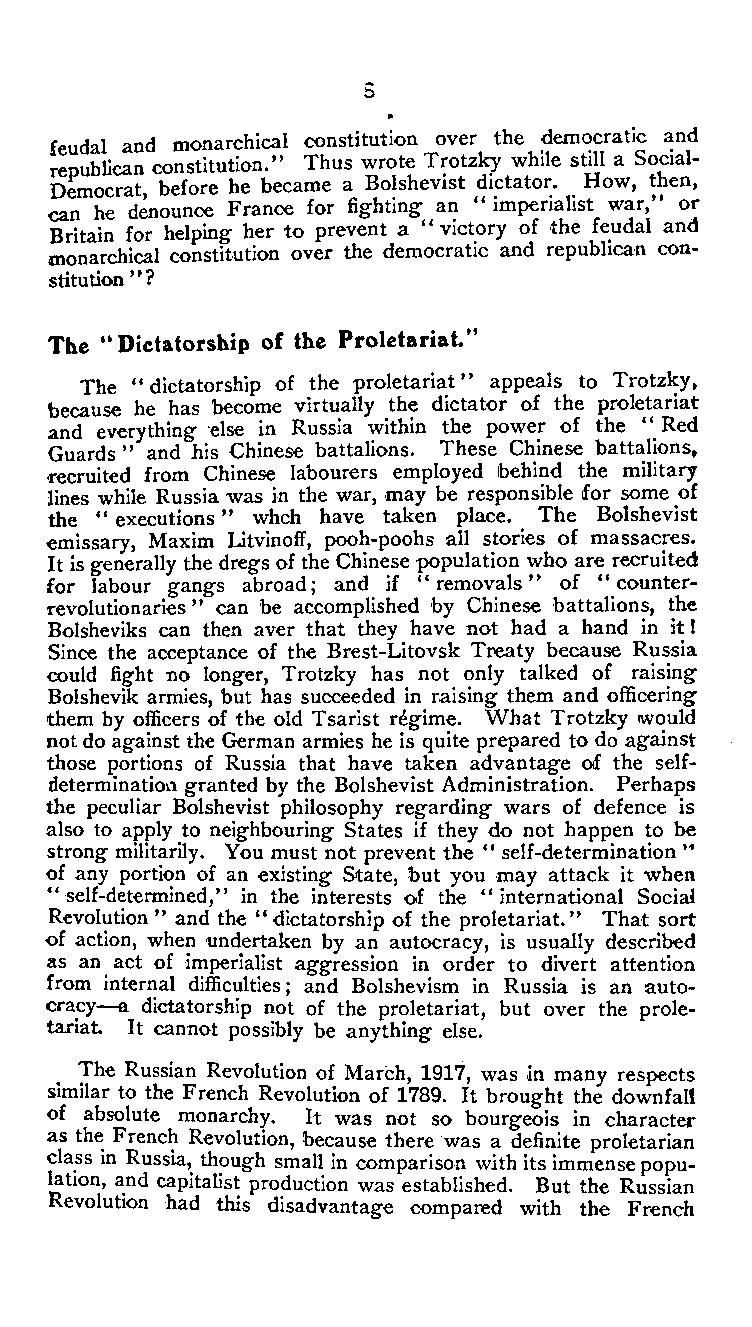 feudal and monarchical constitution over the democratic and
republican constitution." Thus wrote Trotzky while still a Social-
Democrat, before he became a Bolshevist dictator. How, then,
can he denounce France for fighting an " imperialist war," or
Britain for helping her to prevent a " victory of the feudal and
monarchical constitution over the democratic and republican con-
stitution "?
The " Dictatorship of the Proletariat."
The " dictatorship of the proletariat " appeals to Trotzky,
because he has become virtually the dictator of the proletariat
and everything else in Russia within the power of the " Red
Guards " and his Chinese battalions. These Chinese battalions,
recruited from Chinese labourers employed behind the military
lines while Russia was in the war, may be responsible for some of
the " executions " whch have taken place. The Bolshevist
emissary, Maxim Litvinoff, pooh-poohs all stories of massacres.
It is generally the dregs of the Chinese population who are recruited
for labour gangs abroad; and if " removals " of " counter-
revolutionaries " can be accomplished by Chinese battalions, the
Bolsheviks can then aver that they have not had a hand in it!
Since the acceptance of the Brest-Litovsk Treaty because Russia
could fight no longer, Trotzky has not only talked of raising
Bolshevik armies, but has succeeded in raising them and officering
them by officers of the old Tsarist régime. What Trotzky would
not do against the German armies he is quite prepared to do against
those portions of Russia that have taken advantage of the self-
determination granted by the Bolshevist Administration. Perhaps
the peculiar Bolshevist philosophy regarding wars of defence is
also to apply to neighbouring States if they do not happen to be
strong militarily. You must not prevent the " self-determination "
of any portion of an existing State, but you may attack it when
" self-determined," in the interests of the " international Social
Revolution " and the " dictatorship of the proletariat." That sort
of action, when undertaken by an autocracy, is usually described
as an act of imperialist aggression in order to divert attention
from internal difficulties; and Bolshevism in Russia is an auto-
cracy—a dictatorship not of the proletariat, but over the prole-
tariat. It cannot possibly be anything else.
The Russian Revolution of March, 1917, was in many respects
similar to the French Revolution of 1789. It brought the downfall
of absolute monarchy. It was not so bourgeois in character
as the French Revolution, because there was a definite proletarian
class in Russia, though small in comparison with its immense popu-
lation, and capitalist production was established. But the Russian
Revolution had this disadvantage compared with the French